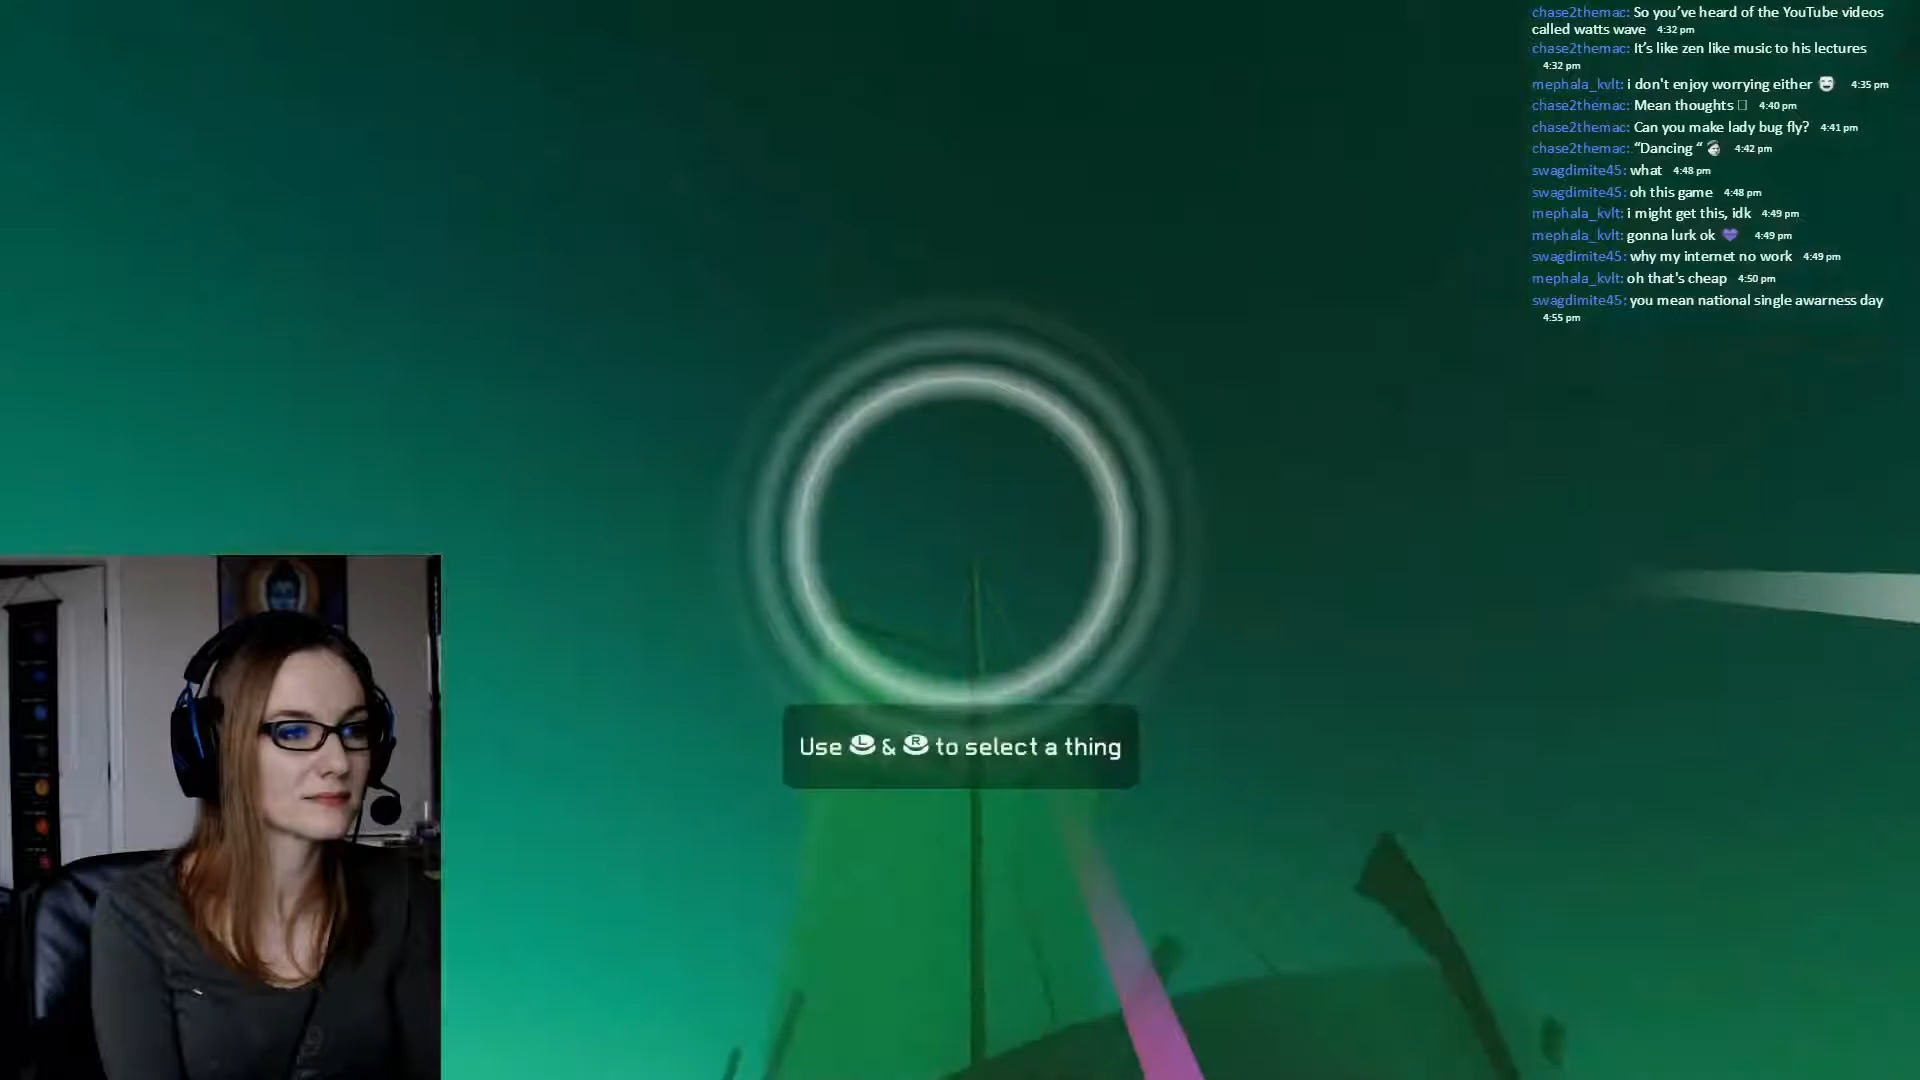 chase2themac: So you’ve heard of the YouTube videos
called watts wave 4:32 pm
chase2themac: It’s like zen like music to his lectures
4:32 pm
mephala_kvlt: i don't enjoy worrying either 4:35 pm
chase2themac: Mean thoughts 4:40 pm
chase2themac: Can you make lady bug fly? 4:41 pm
chase2themac: “Dancing “ 4:42 pm
swagdimite45: what 4:48 pm
swagdimite45: oh this game 4:48 pm
mephala_kvlt: i might get this, idk 4:49 pm
mephala_kvlt: gonna lurk ok 4:49 pm
swagdimite45: why my internet no work 4:49 pm
mephala_kvlt: oh that's cheap 4:50 pm
swagdimite45: you mean national single awarness day
4:55 pm
Use L & R to select a thing